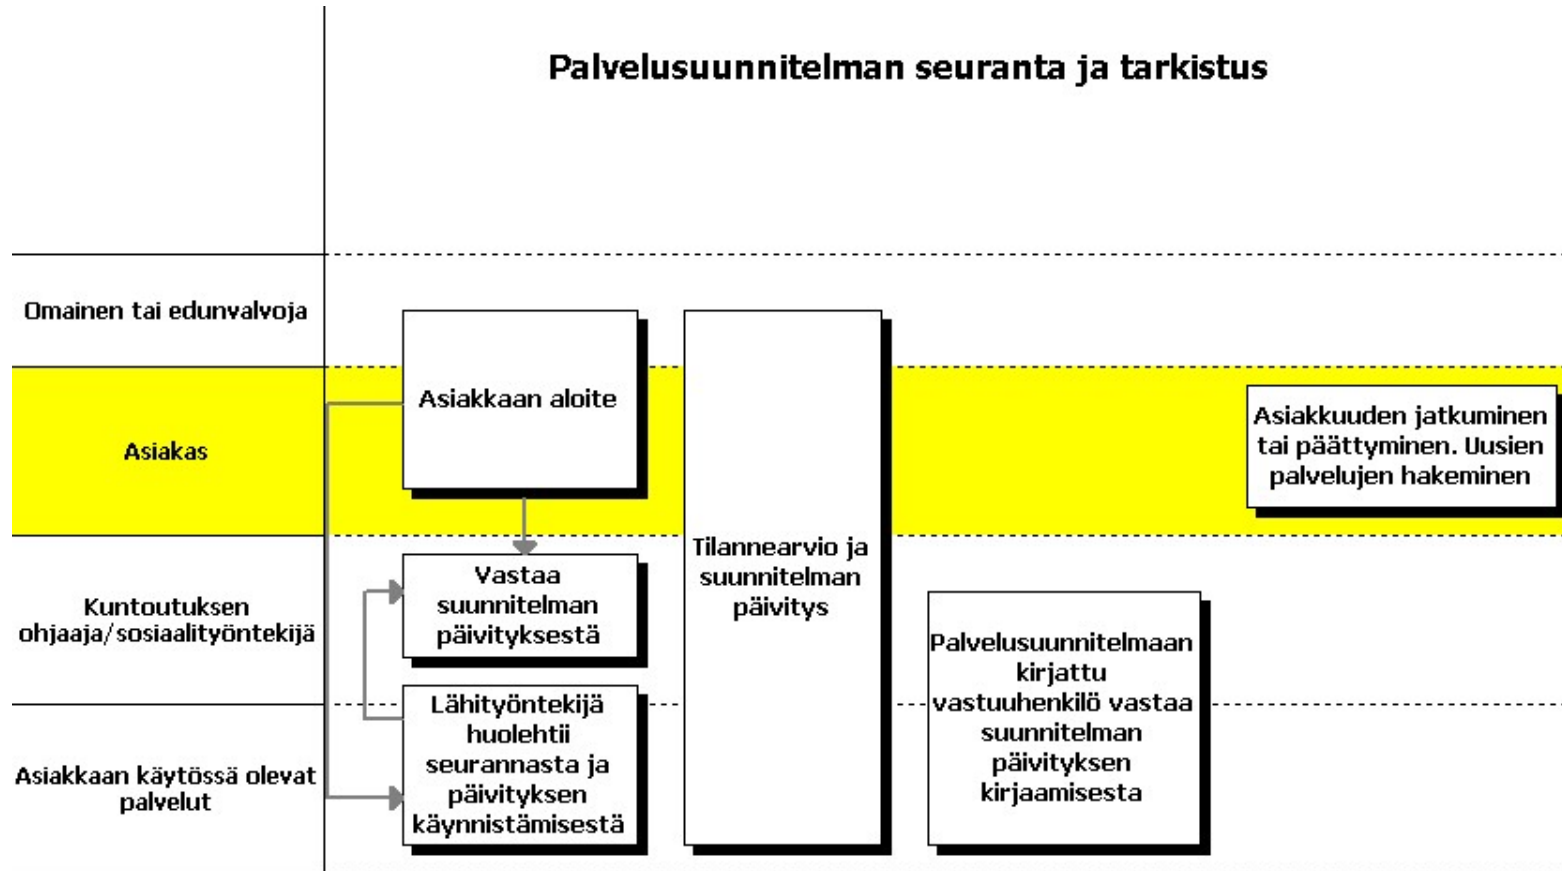 Palvelusuunnitelman seuranta ja tarkistus
Omainen tai edunvalvoja
Asiakas
Kuntoutuksen
ohjaaja/sosiaalityöntekijä
Asiakkaan käytössä olevat
palvelut
Asiakkaan aloite
Vastaa
suunnitelman
päivityksestä
Lähityöntekijä
huolehtii
seurannasta ja
päivityksen
käynnistämisestä
Tilannearvio ja
suunnitelman
päivitys
Palvelusuunnitelmaan
kirjattu
vastuuhenkilö vastaa
suunnitelman
päivityksen
kirjaamisesta
Asiakkuuden jatkuminen
tai päättyminen. Uusien
palvelujen hakeminen